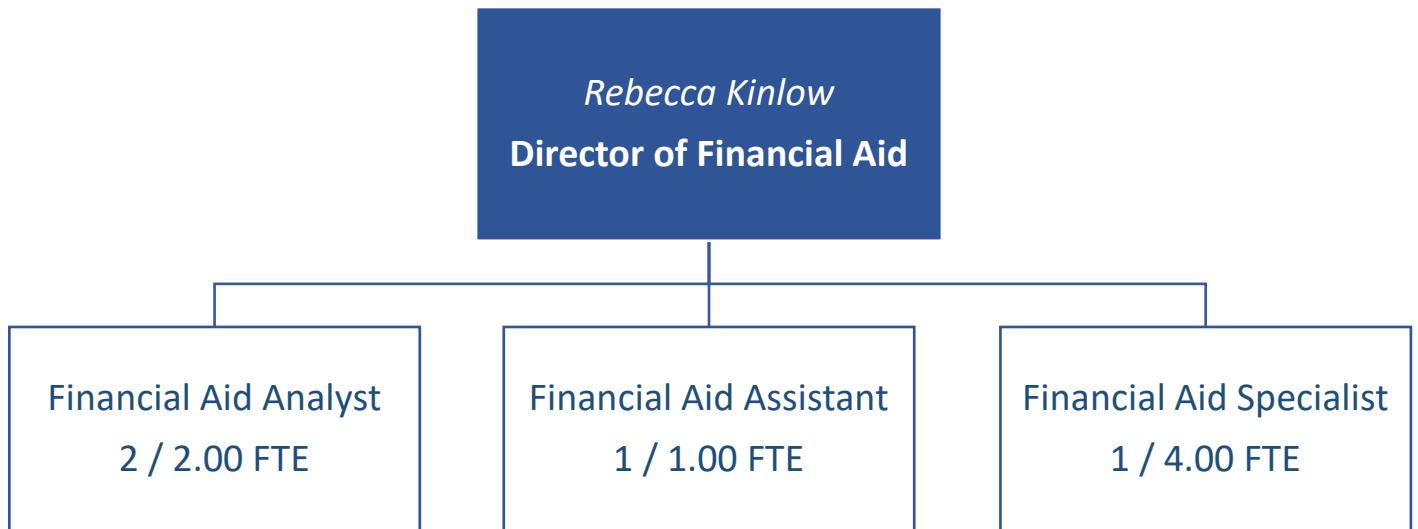 Rebecca Kinlow
Director of Financial Aid
Financial Aid Analyst
2 / 2.00 FTE
Financial Aid Assistant
1 / 1.00 FTE
Financial Aid Specialist
1 / 4.00 FTE